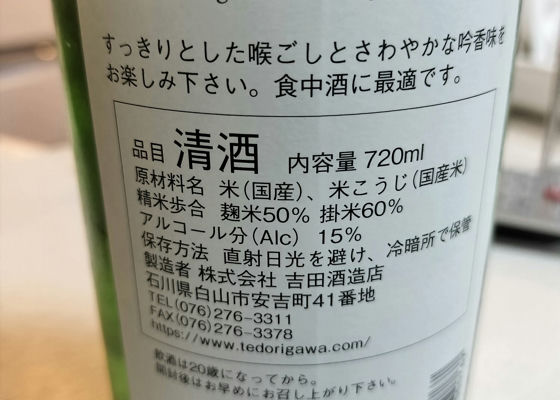 すっきりとした喉ごしとさわやかな吟香味を
お楽しみ下さい。食中酒に最適です。
品目 清酒 内容量 720ml
原材料名 米(国産)、米こうじ(国産米)
精米歩合 麹米50% 掛米60%
アルコール分(Alc) 15%
保存方法 直射日光を避け、冷暗所で保管
製造者 株式会社 吉田酒造店
石川県白山市安吉町41番地
TEL(076)276-3311
FAX(076)276-3378
https://www.tedorigawa.com/
飲酒は20歳になってから。
開封後はお早めにお召し上がり下さい。